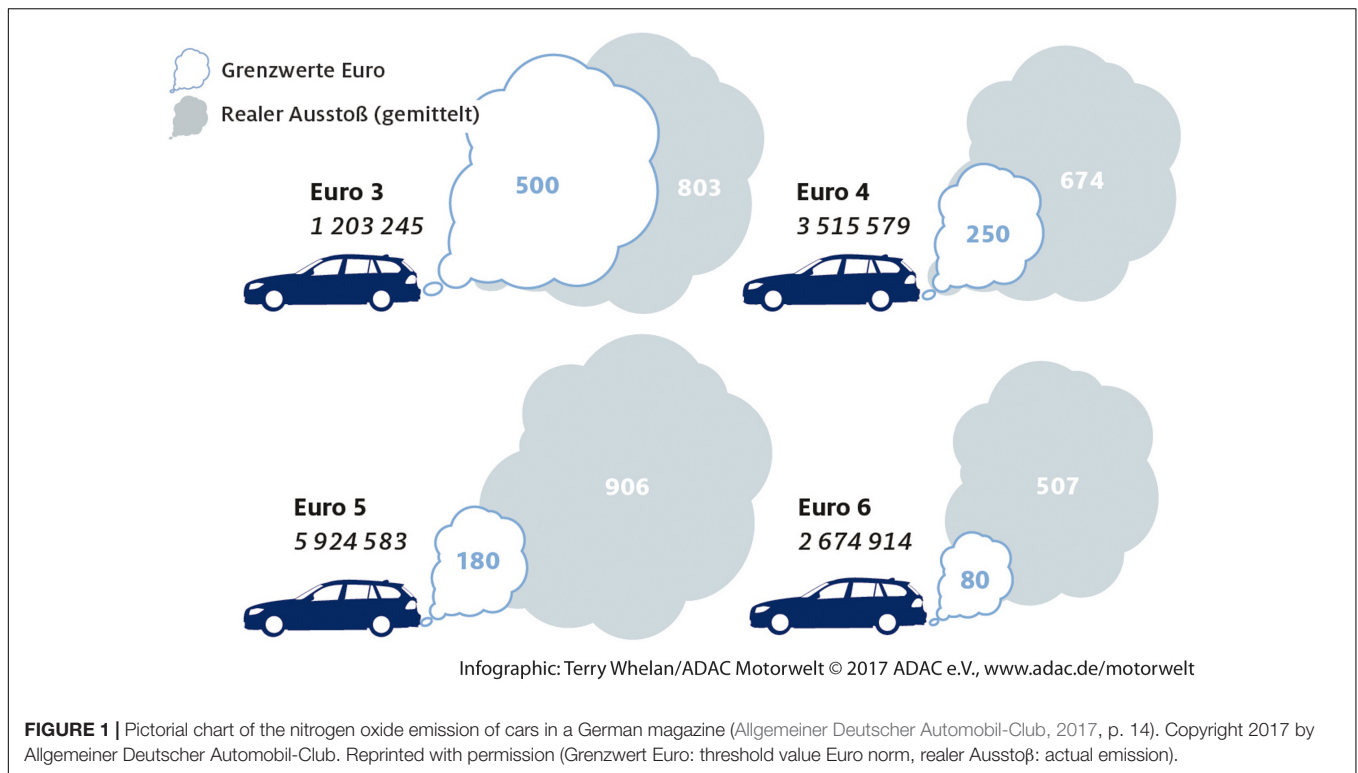 Grenzwerte Euro
Realer Ausstoß (gemittelt)
Euro 3
1 203 245
500
803
Euro 4
3 515 579
250
674
Euro 5
5 924 583
180
906
Euro 6
2 674 914
80
507
Infographic: Terry Whelan/ADAC Motorwelt © 2017 ADAC e.V., www.adac.de/motorwelt
FIGURE 1 | Pictorial chart of the nitrogen oxide emission of cars in a German magazine (Allgemeiner Deutscher Automobil-Club, 2017, p. 14). Copyright 2017 by
Allgemeiner Deutscher Automobil-Club. Reprinted with permission (Grenzwert Euro: threshold value Euro norm, realer Ausstoβ: actual emission).